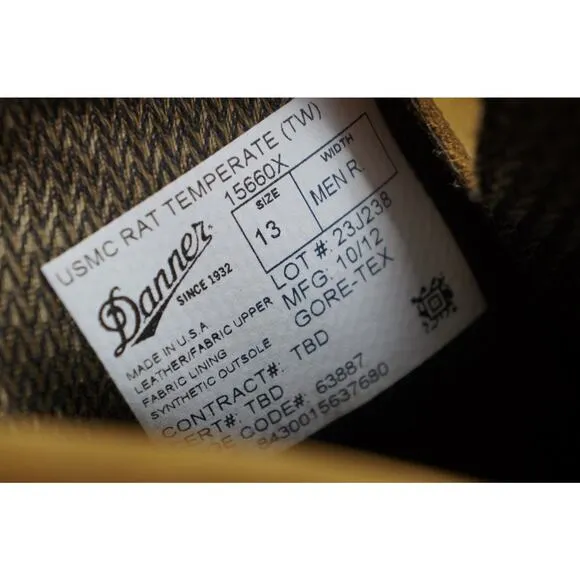 USMC RAT TEMPERATE (TW)
15660X
Danner
SINCE 1932
SIZE
13
WIDTH
MEN R.
LOT #: 23J238
MFG: 10/12
GORE-TEX
MADE IN U.S.A
LEATHER/FABRIC UPPER
FABRIC LINING
SYNTHETIC OUTSOLE
CONTRACT#: TBD
CERT#: TBD
CODE#: 63887
8430015637680